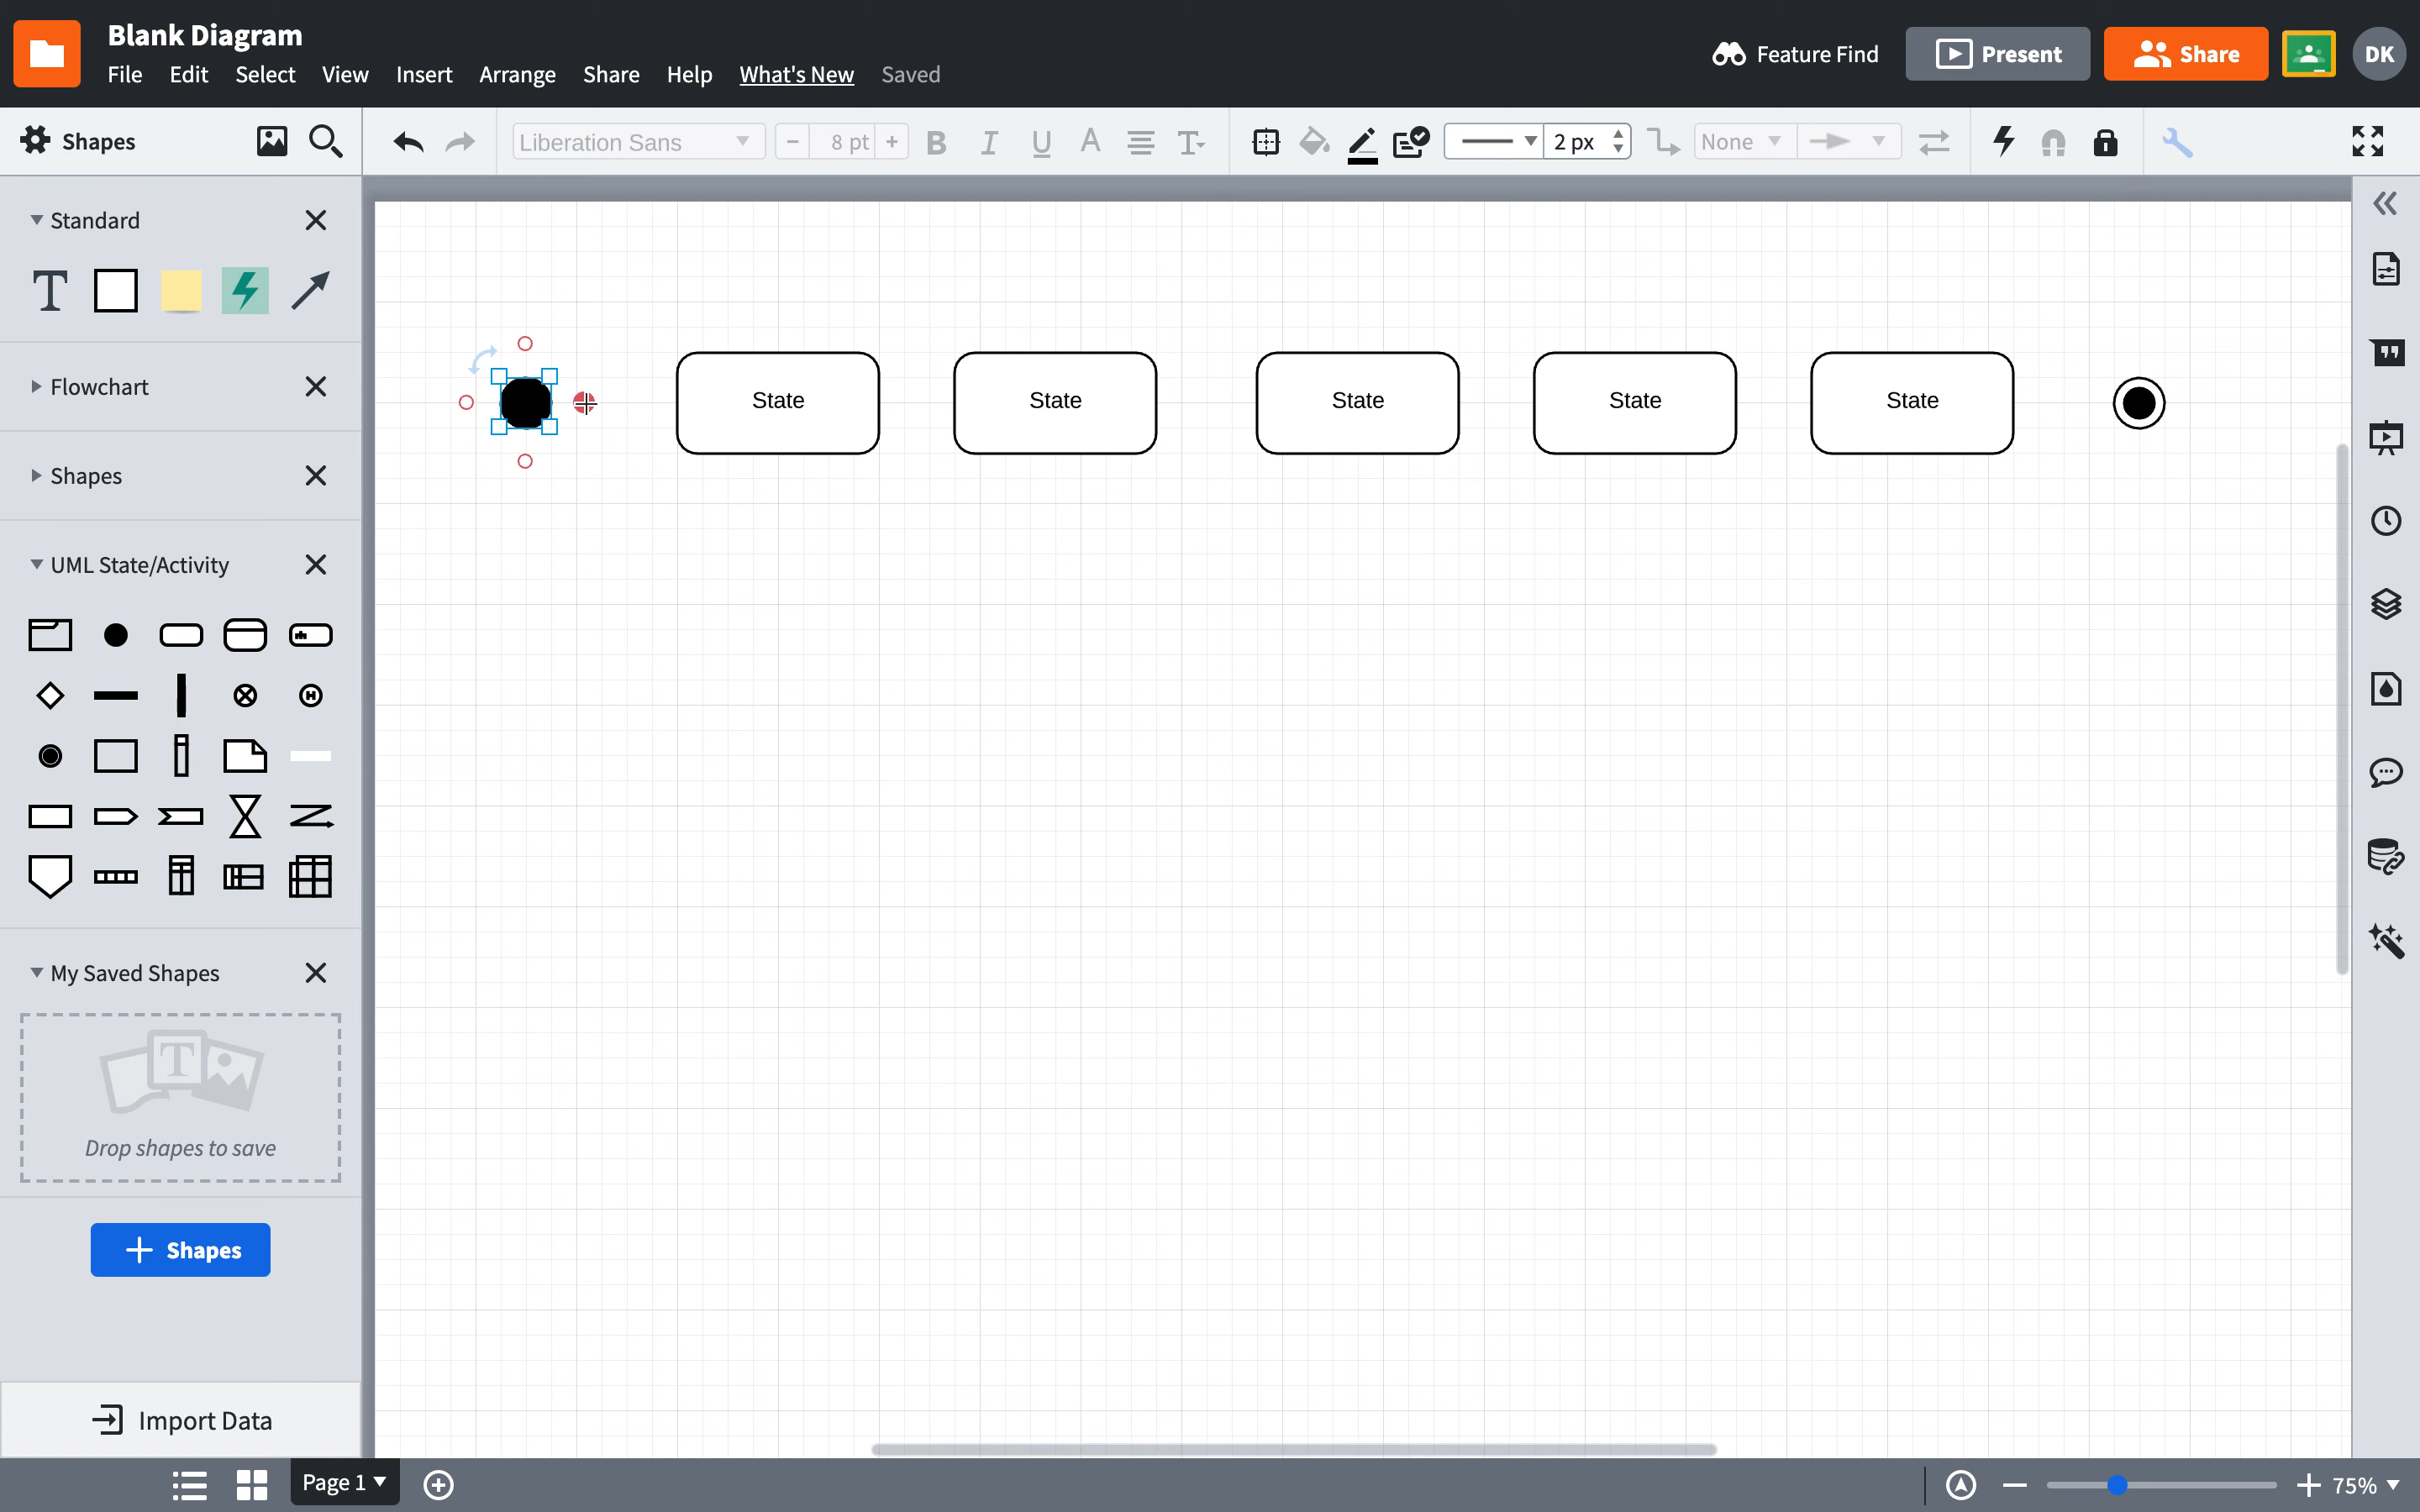 Blank Diagram
File Edit Select View Insert Arrange Share Help What's New Saved
Feature Find Present Share DK
Shapes
Liberation Sans − 8 pt + B I U A T 2 px None
Standard
T
Flowchart
Shapes
UML State/Activity
My Saved Shapes
T
Drop shapes to save
+ Shapes
Import Data
State State State State State
Page 1
75%